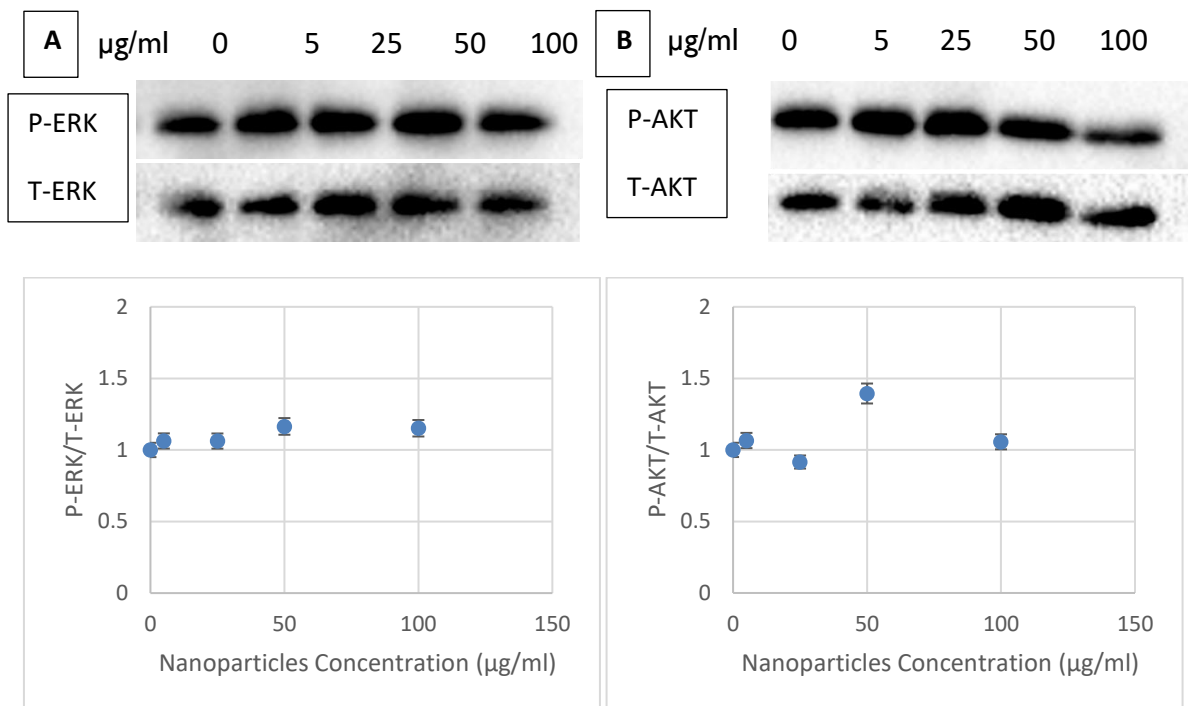 A µg/ml 0 5 25 50 100
P-ERK
T-ERK
B µg/ml 0 5 25 50 100
P-AKT
T-AKT
2
1.5
1
0.5
0
P-ERK/T-ERK
0 50 100 150
Nanoparticles Concentration (µg/ml)
2
1.5
1
0.5
0
P-AKT/T-AKT
0 50 100 150
Nanoparticles Concentration (µg/ml)